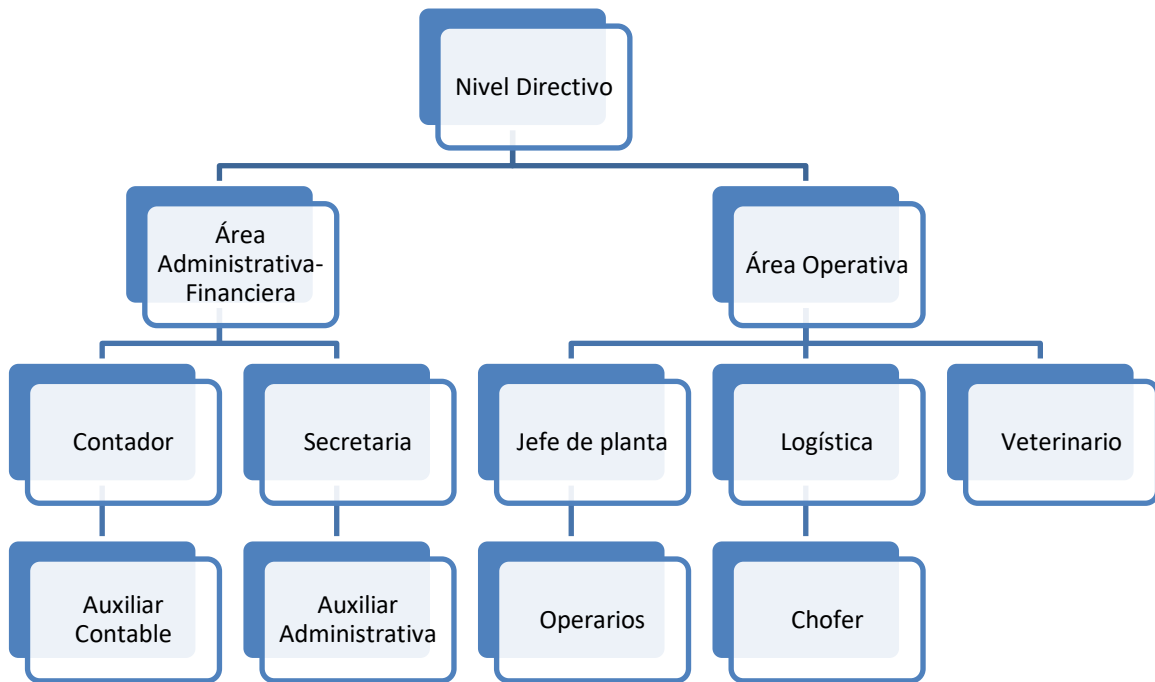 Nivel Directivo
Área
Administrativa-
Financiera
Área Operativa
Contador
Secretaria
Jefe de planta
Logística
Veterinario
Auxiliar
Contable
Auxiliar
Administrativa
Operarios
Chofer